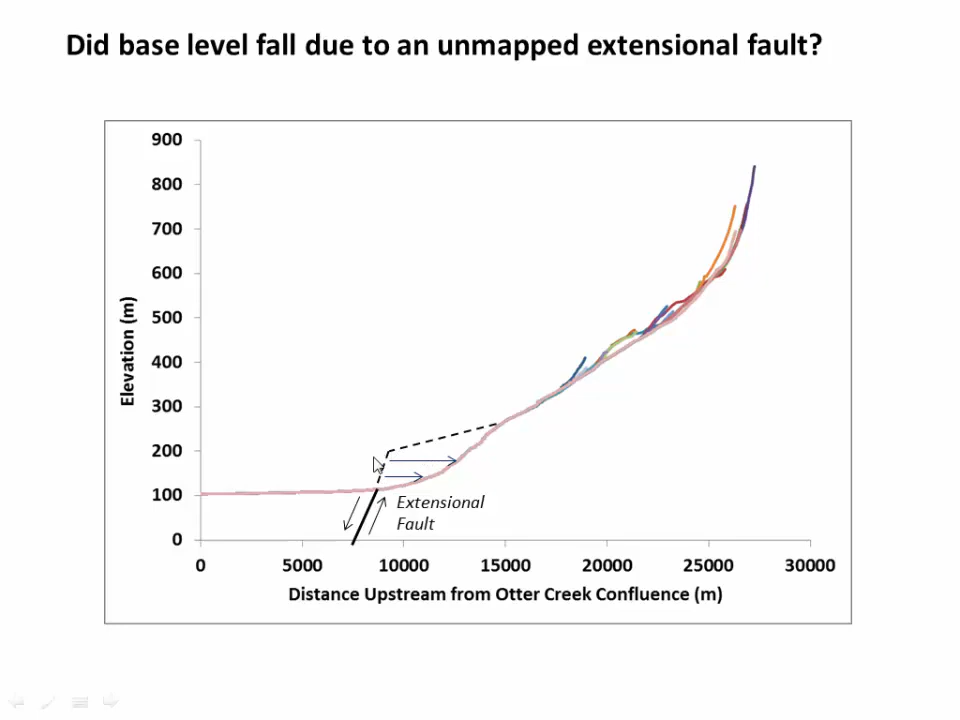 Did base level fall due to an unmapped extensional fault?
900
800
700
600
500
400
300
200
100
0
Elevation (m)
Extensional
Fault
0 5000 10000 15000 20000 25000 30000
Distance Upstream from Otter Creek Confluence (m)